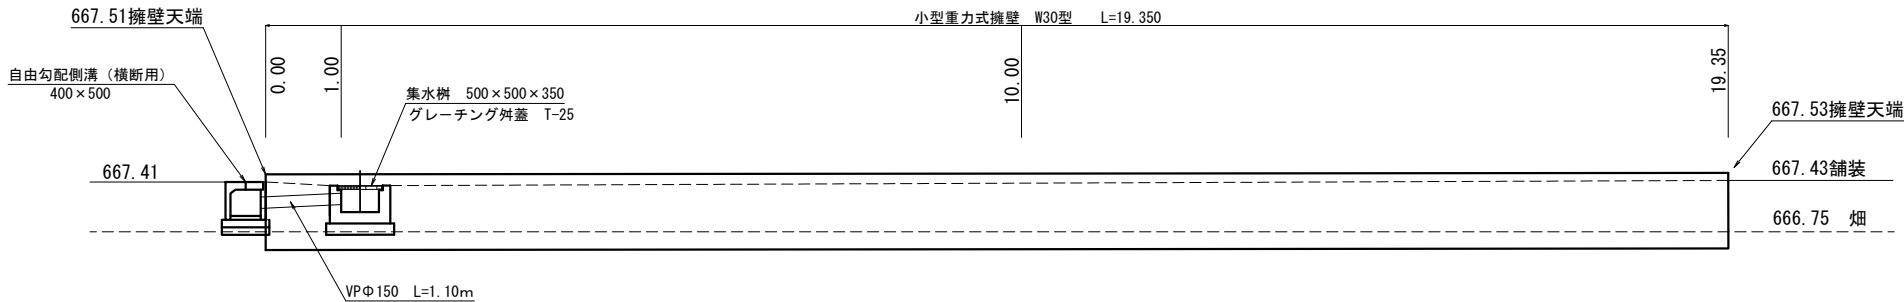 667.51擁壁天端
小型重力式擁壁　W30型　　L=19.350
自由勾配側溝（横断用）
400×500
0.00
1.00
10.00
19.35
集水桝　500×500×350
グレーチング舛蓋　T-25
667.53擁壁天端
667.41
667.43舗装
666.75　畑
VPΦ150　L=1.10m